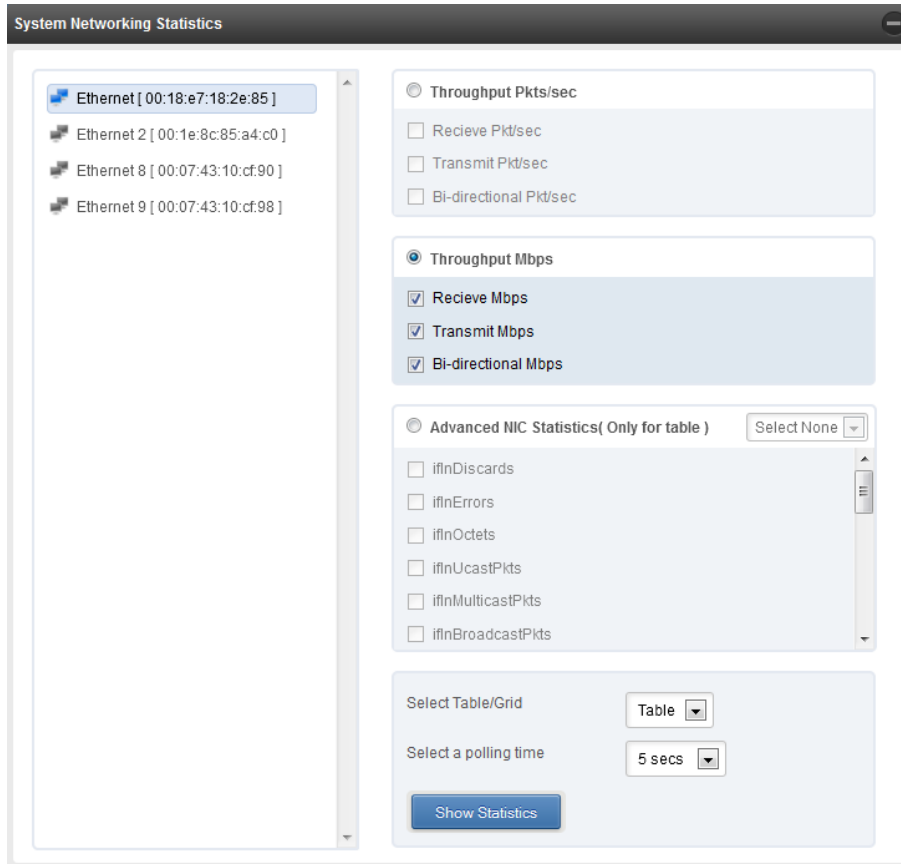 System Networking Statistics
Ethernet [ 00:18:e7:18:2e:85 ]
Ethernet 2 [ 00:1e:8c:85:a4:c0 ]
Ethernet 8 [ 00:07:43:10:cf:90 ]
Ethernet 9 [ 00:07:43:10:cf:98 ]
Throughput Pkts/sec
Recieve Pkt/sec
Transmit Pkt/sec
Bi-directional Pkt/sec
Throughput Mbps
Recieve Mbps
Transmit Mbps
Bi-directional Mbps
Advanced NIC Statistics( Only for table ) Select None
ifInDiscards
ifInErrors
ifInOctets
ifInUcastPkts
ifInMulticastPkts
ifInBroadcastPkts
Select Table/Grid Table
Select a polling time 5 secs
Show Statistics